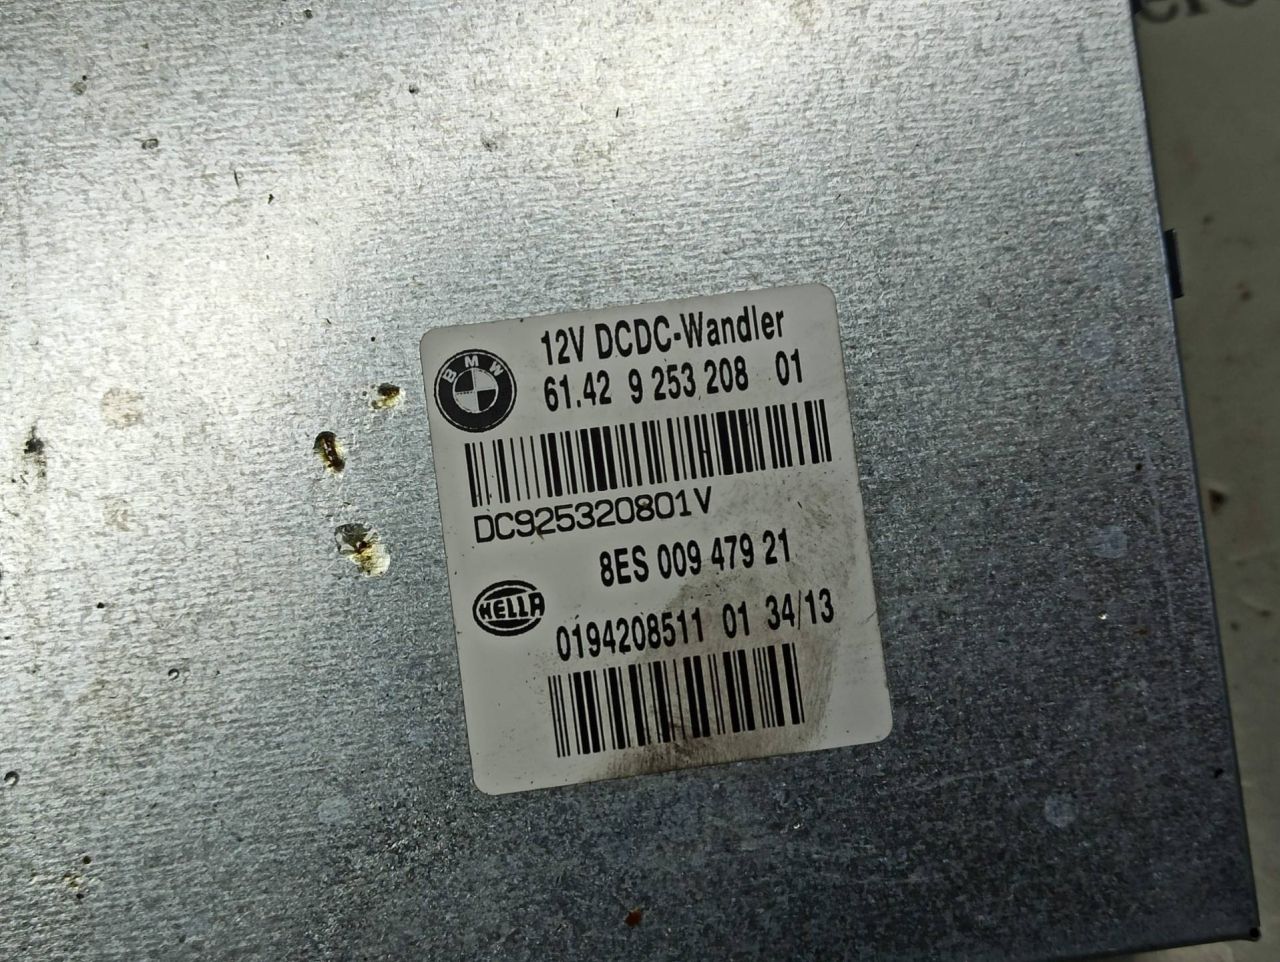 12V DCDC-Wandler
BMW
61.42 9 253 208 01
DC925320801V
8ES 009 479 21
HELLA
0194208511 01 34/13